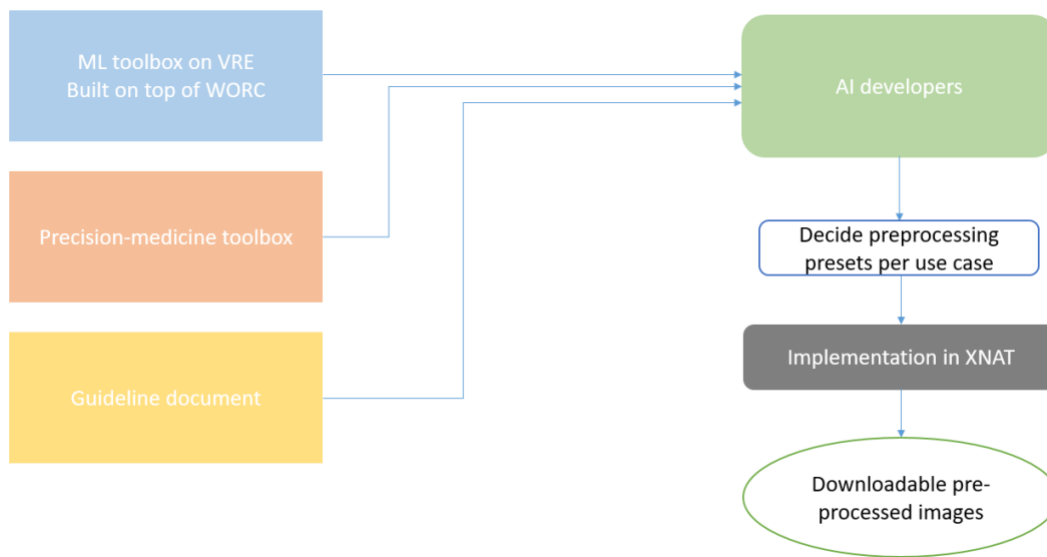 ML toolbox on VRE
Built on top of WORC
AI developers
Precision-medicine toolbox
Decide preprocessing
presets per use case
Implementation in XNAT
Guideline document
Downloadable pre-
processed images